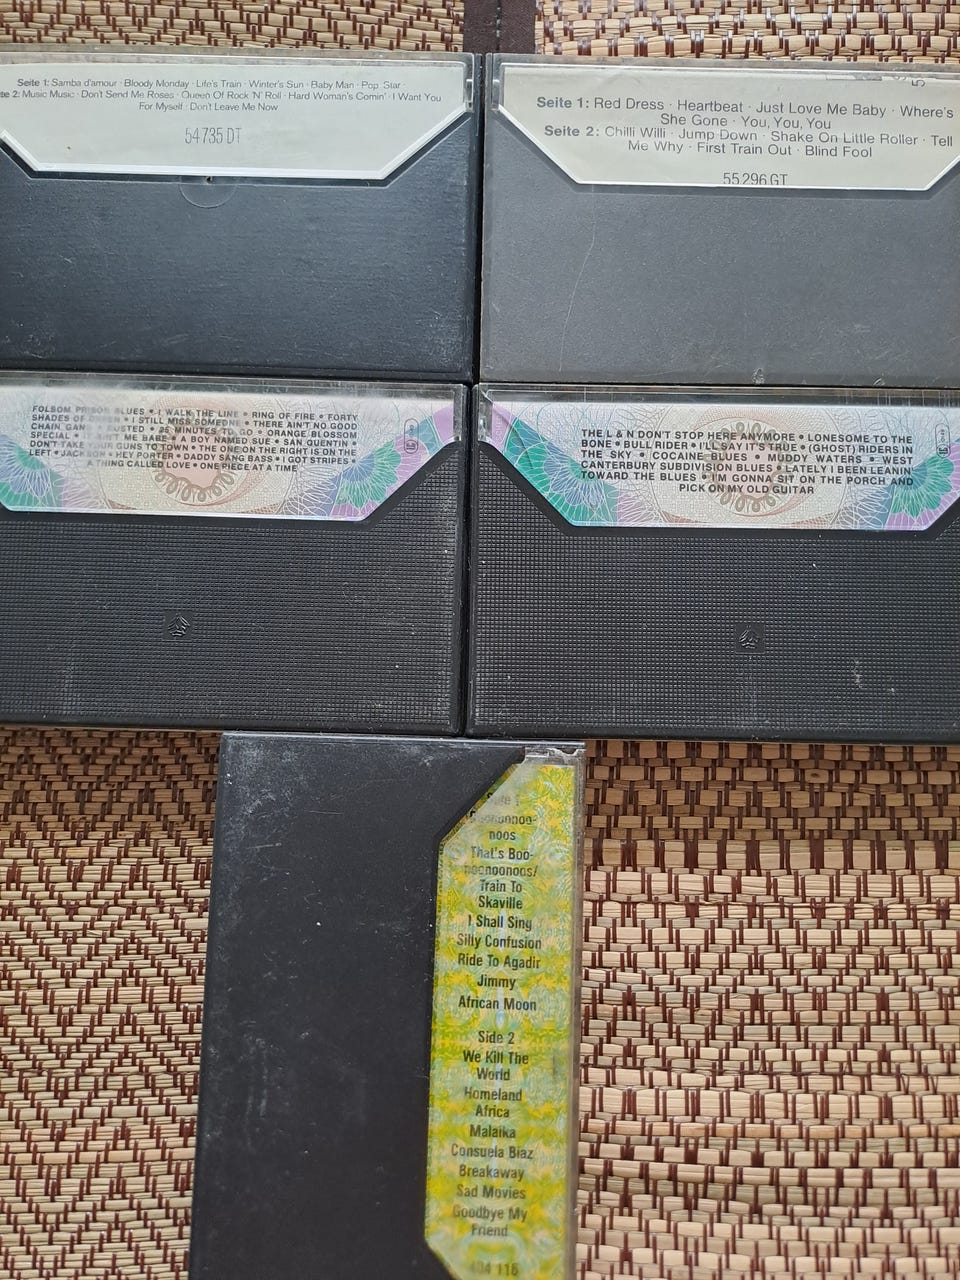 Seite 1: Samba d'amour · Bloody Monday · Life's Train · Winter's Sun · Baby Man · Pop Star
te 2: Music Music · Don't Send Me Roses · Queen Of Rock 'N' Roll · Hard Woman's Comin' · I Want You
For Myself · Don't Leave Me Now
54 735 DT
5
Seite 1: Red Dress · Heartbeat · Just Love Me Baby · Where's
She Gone · You, You, You
Seite 2: Chilli Willi · Jump Down · Shake On Little Roller · Tell
Me Why · First Train Out · Blind Fool
55 296 GT
FOLSOM PRISON BLUES • I WALK THE LINE • RING OF FIRE • FORTY
SHADES OF GREEN • I STILL MISS SOMEONE • THERE AIN'T NO GOOD
CHAIN GANG • BUSTED • 25 MINUTES TO GO • ORANGE BLOSSOM
SPECIAL • IT AIN'T ME BABE • A BOY NAMED SUE • SAN QUENTIN •
DON'T TAKE YOUR GUNS TO TOWN • THE ONE ON THE RIGHT IS ON THE
LEFT • JACKSON • HEY PORTER • DADDY SANG BASS • I GOT STRIPES •
A THING CALLED LOVE • ONE PIECE AT A TIME
THE L & N DON'T STOP HERE ANYMORE • LONESOME TO THE
BONE • BULL RIDER • I'LL SAY IT'S TRUE • (GHOST) RIDERS IN
THE SKY • COCAINE BLUES • MUDDY WATERS • WEST
CANTERBURY SUBDIVISION BLUES • LATELY I BEEN LEANIN
TOWARD THE BLUES • I'M GONNA SIT ON THE PORCH AND
PICK ON MY OLD GUITAR
Side 1
noos
That's Boo-
noonoonoos/
Train To
Skaville
I Shall Sing
Silly Confusion
Ride To Agadir
Jimmy
African Moon
Side 2
We Kill The
World
Homeland
Africa
Malaika
Consuela Biaz
Breakaway
Sad Movies
Goodbye My
Friend
404 116